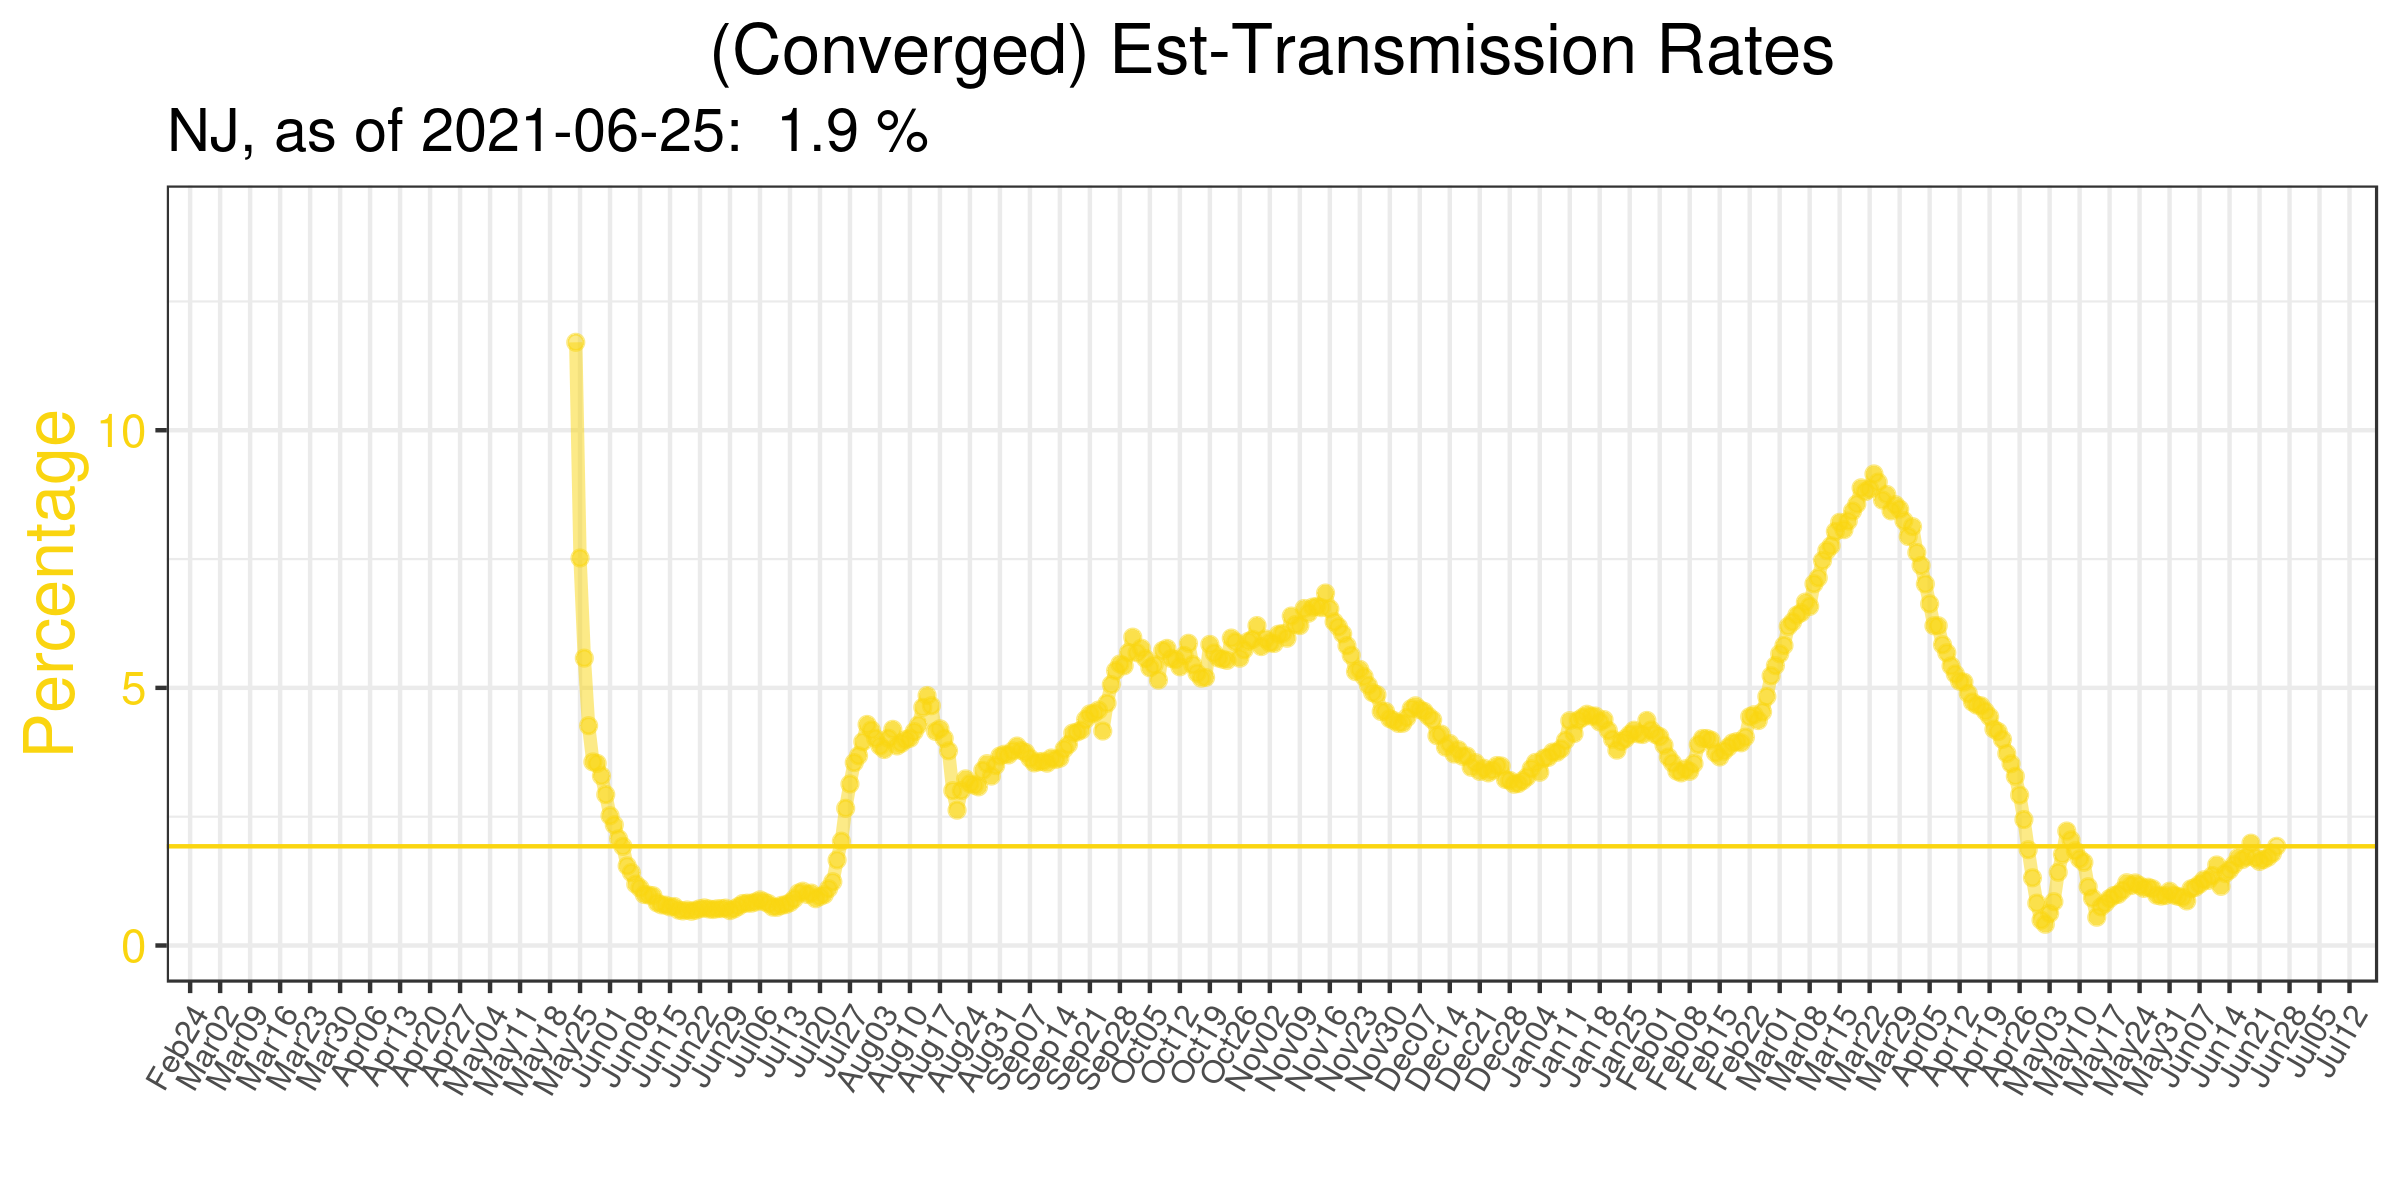 (Converged) Est-Transmission Rates
NJ, as of 2021-06-25:  1.9 %
Percentage
10
5
0
Feb24
Mar02
Mar09
Mar16
Mar23
Mar30
Apr06
Apr13
Apr20
Apr27
May04
May11
May18
May25
Jun01
Jun08
Jun15
Jun22
Jun29
Jul06
Jul13
Jul20
Jul27
Aug03
Aug10
Aug17
Aug24
Aug31
Sep07
Sep14
Sep21
Sep28
Oct05
Oct12
Oct19
Oct26
Nov02
Nov09
Nov16
Nov23
Nov30
Dec07
Dec14
Dec21
Dec28
Jan04
Jan11
Jan18
Jan25
Feb01
Feb08
Feb15
Feb22
Mar01
Mar08
Mar15
Mar22
Mar29
Apr05
Apr12
Apr19
Apr26
May03
May10
May17
May24
May31
Jun07
Jun14
Jun21
Jun28
Jul05
Jul12